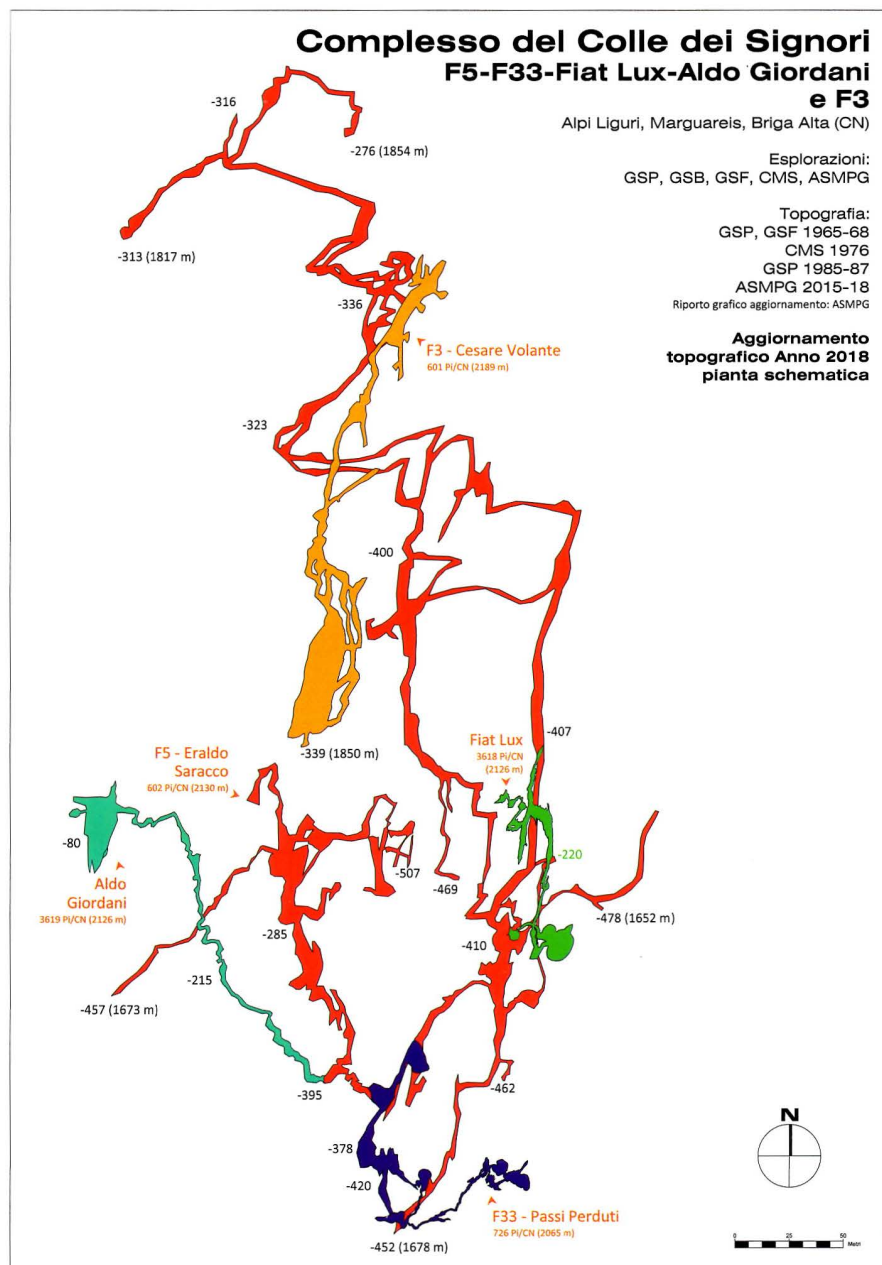 Complesso del Colle dei Signori
F5-F33-Fiat Lux-Aldo Giordani
e F3
Alpi Liguri, Marguareis, Briga Alta (CN)
Esplorazioni:
GSP, GSB, GSF, CMS, ASMPG
Topografia:
GSP, GSF 1965-68
CMS 1976
GSP 1985-87
ASMPG 2015-18
Riporto grafico aggiornamento: ASMPG
Aggiornamento
topografico Anno 2018
pianta schematica
-316
-276 (1854 m)
-313 (1817 m)
-336
F3 - Cesare Volante
601 Pi/CN (2189 m)
-323
-400
-407
-339 (1850 m)
Fiat Lux
3618 Pi/CN
(2126 m)
F5 - Eraldo
Saracco
602 Pi/CN (2130 m)
-80
-220
Aldo
Giordani
3619 Pi/CN (2126 m)
-507
-469
-478 (1652 m)
-285
-410
-215
-457 (1673 m)
-395
-462
-378
-420
N
F33 - Passi Perduti
726 Pi/CN (2065 m)
-452 (1678 m)
0 25 50
Metri